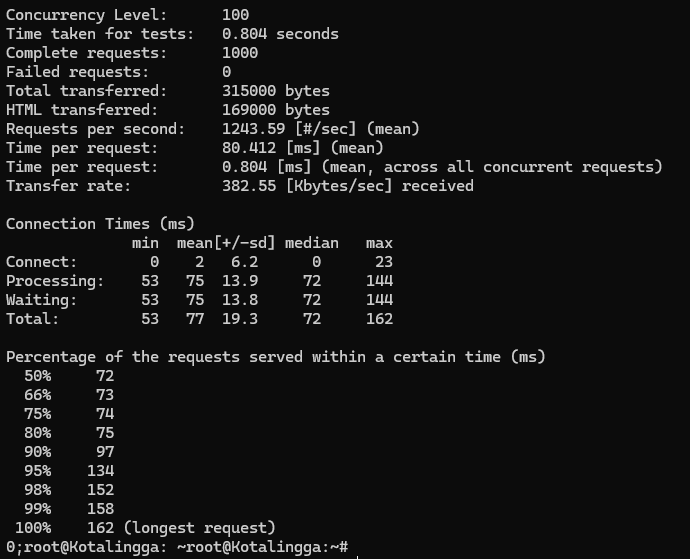 Concurrency Level:      100
Time taken for tests:   0.804 seconds
Complete requests:      1000
Failed requests:        0
Total transferred:      315000 bytes
HTML transferred:       169000 bytes
Requests per second:    1243.59 [#/sec] (mean)
Time per request:       80.412 [ms] (mean)
Time per request:       0.804 [ms] (mean, across all concurrent requests)
Transfer rate:          382.55 [Kbytes/sec] received

Connection Times (ms)
              min  mean[+/-sd] median   max
Connect:        0    2   6.2      0      23
Processing:    53   75  13.9     72     144
Waiting:       53   75  13.8     72     144
Total:         53   77  19.3     72     162

Percentage of the requests served within a certain time (ms)
  50%     72
  66%     73
  75%     74
  80%     75
  90%     97
  95%    134
  98%    152
  99%    158
 100%    162 (longest request)
0;root@Kotalingga: ~root@Kotalingga:~#